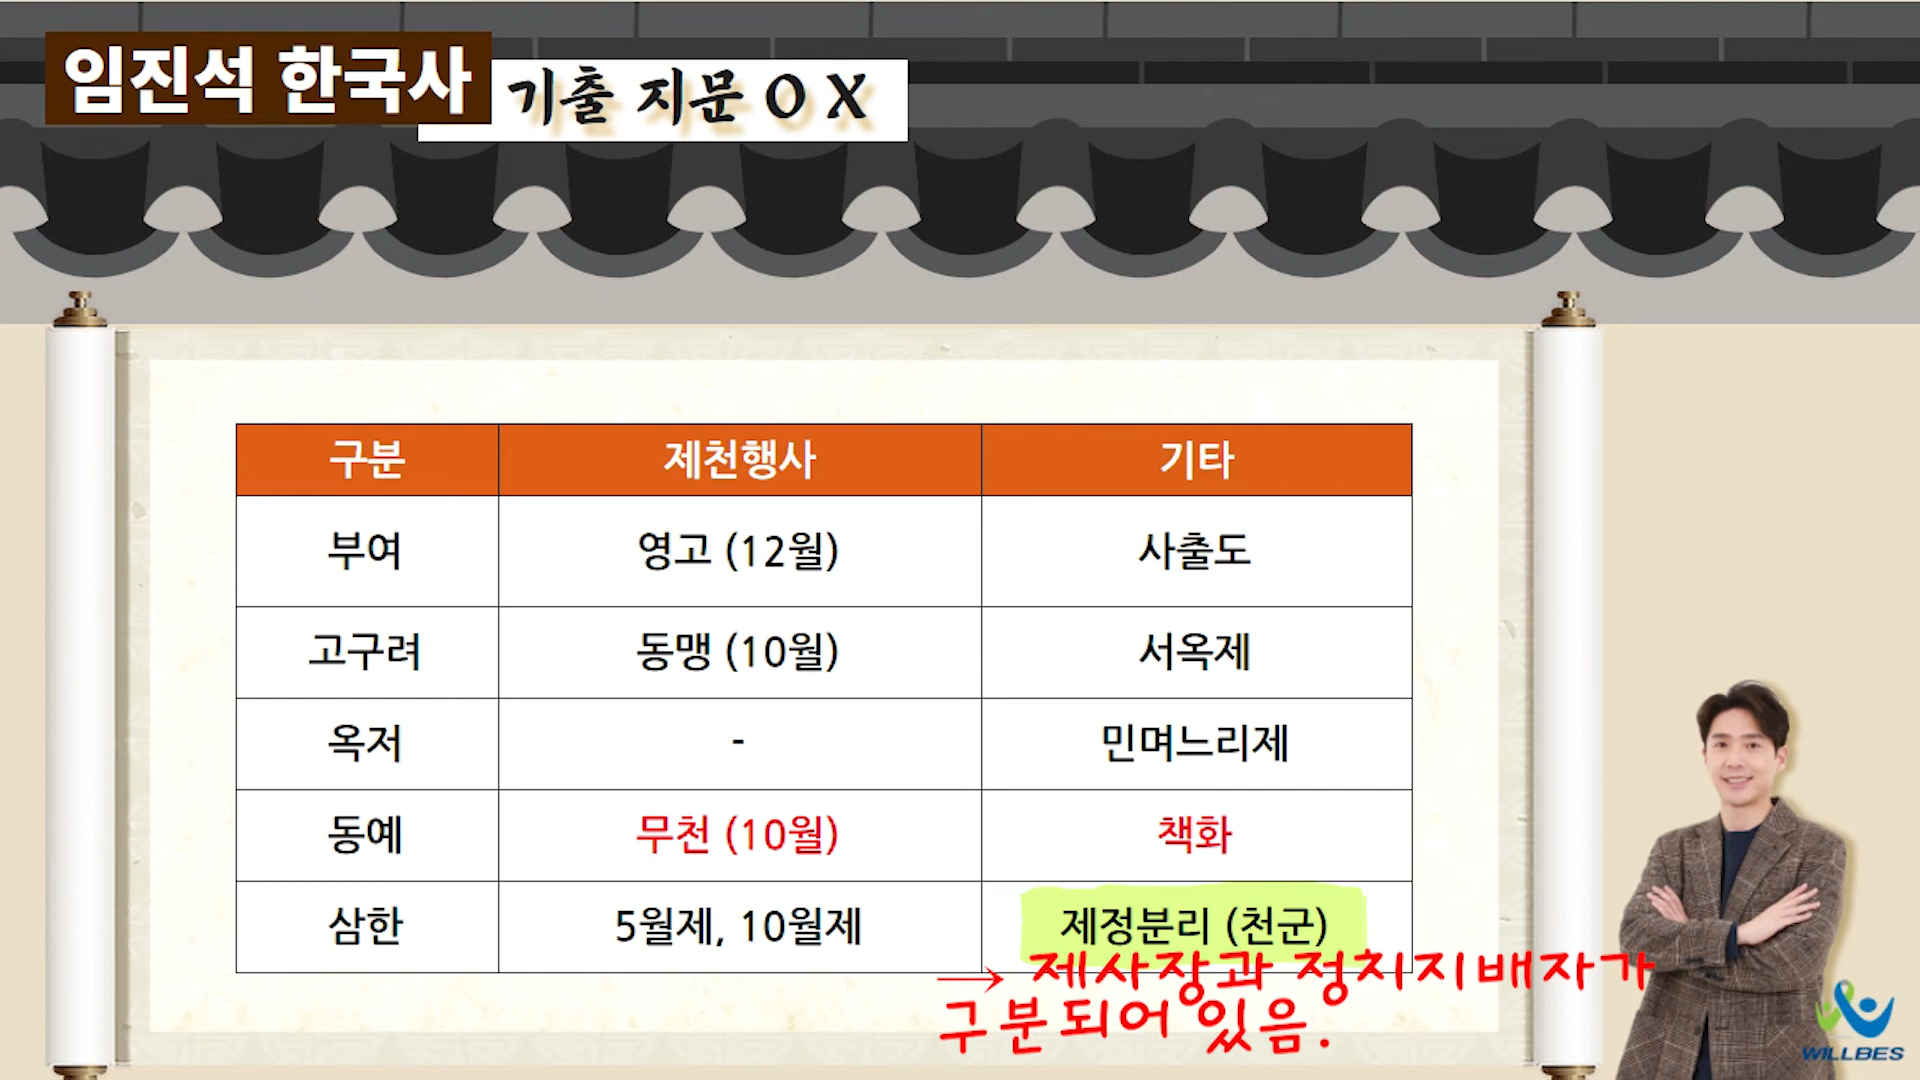 임진석 한국사
기출 지문 O X
구분 제천행사 기타
부여 영고 (12월) 사출도
고구려 동맹 (10월) 서옥제
옥저 - 민며느리제
동예 무천 (10월) 책화
삼한 5월제, 10월제 제정분리 (천군)
→ 제사장과 정치지배자가
구분되어 있음.
WILLBES